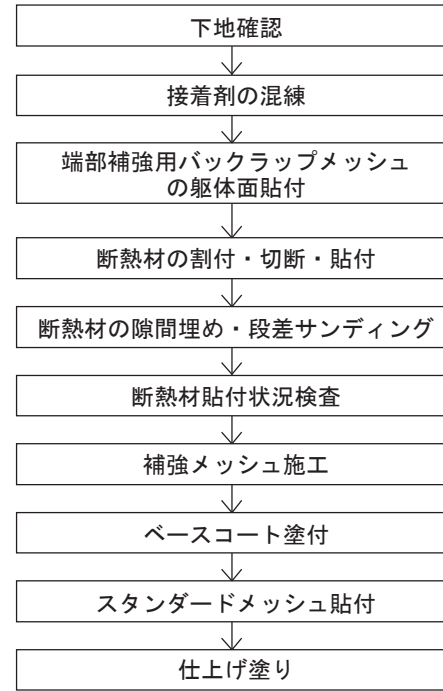 下地確認
接着剤の混練
端部補強用バックラップメッシュ
の躯体面貼付
断熱材の割付・切断・貼付
断熱材の隙間埋め・段差サンディング
断熱材貼付状況検査
補強メッシュ施工
ベースコート塗付
スタンダードメッシュ貼付
仕上げ塗り